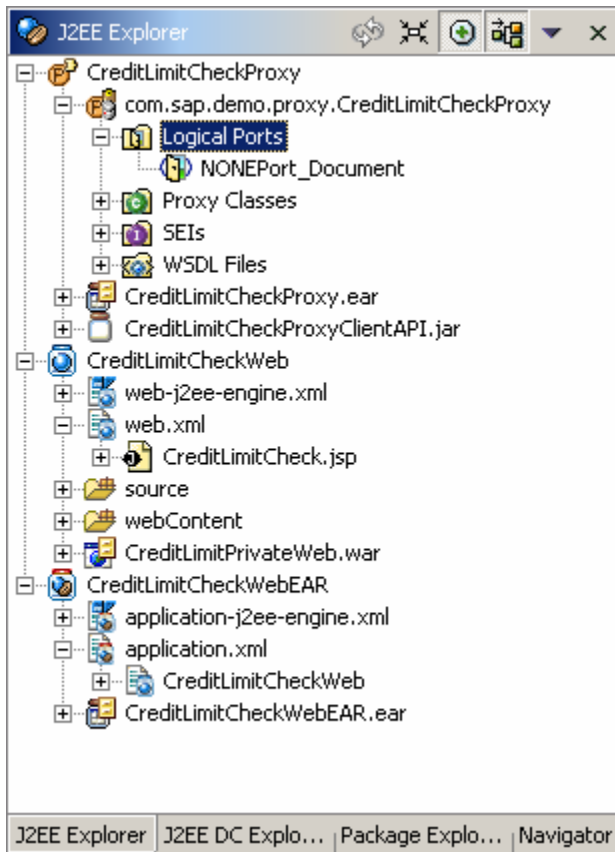 J2EE Explorer
CreditLimitCheckProxy
com.sap.demo.proxy.CreditLimitCheckProxy
Logical Ports
NONEPort_Document
Proxy Classes
SEIs
WSDL Files
CreditLimitCheckProxy.ear
CreditLimitCheckProxyClientAPI.jar
CreditLimitCheckWeb
web-j2ee-engine.xml
web.xml
CreditLimitCheck.jsp
source
webContent
CreditLimitPrivateWeb.war
CreditLimitCheckWebEAR
application-j2ee-engine.xml
application.xml
CreditLimitCheckWeb
CreditLimitCheckWebEAR.ear
J2EE Explorer J2EE DC Explo... Package Explo... Navigator